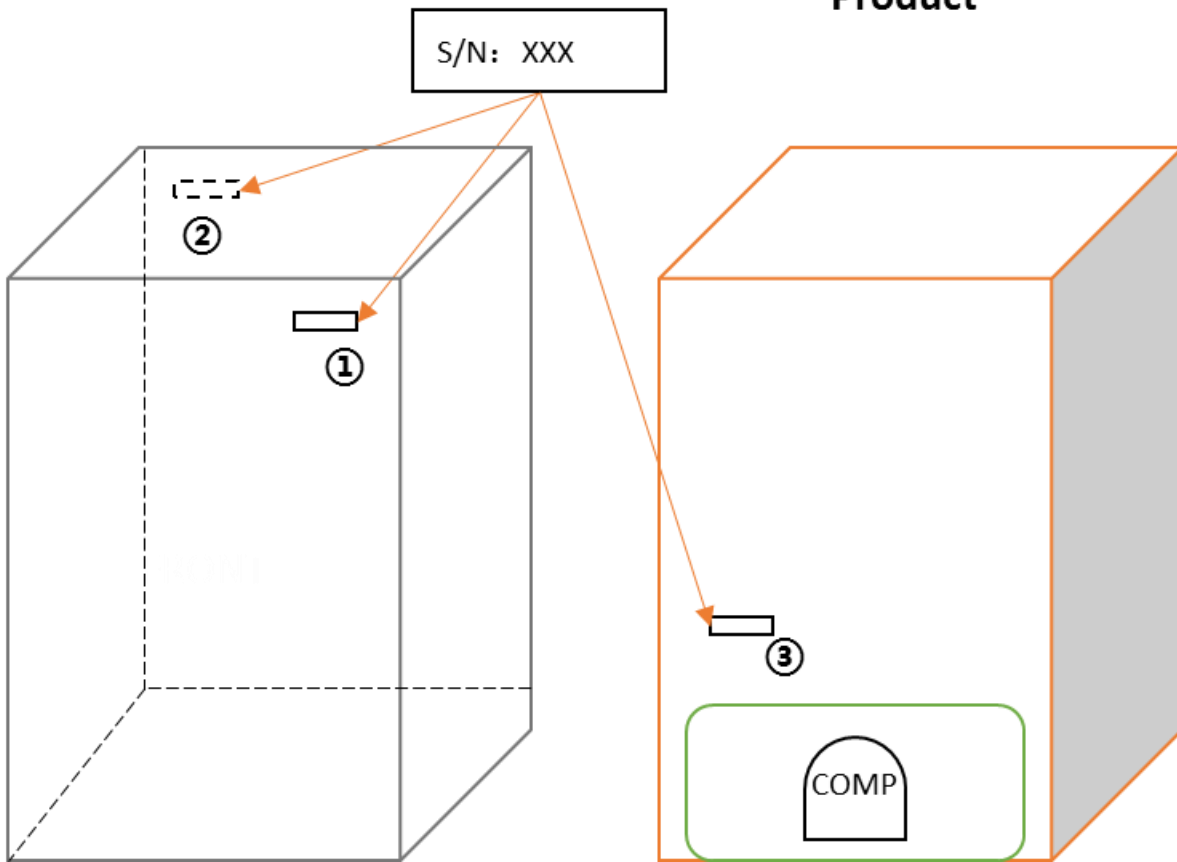 Product
S/N：XXX
②
①
③
COMP